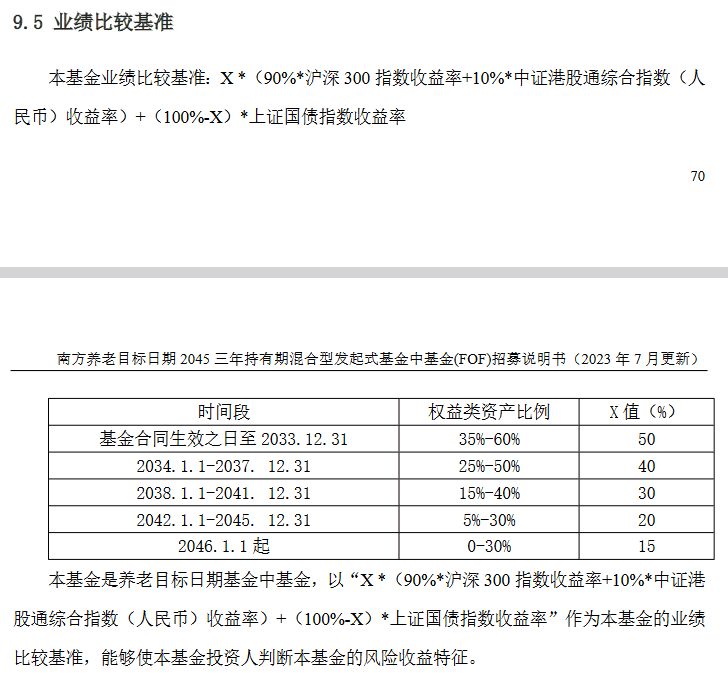 9.5 业绩比较基准
本基金业绩比较基准：X *（90%*沪深 300 指数收益率+10%*中证港股通综合指数（人
民币）收益率）+（100%-X）*上证国债指数收益率
70
南方养老目标日期 2045 三年持有期混合型发起式基金中基金(FOF)招募说明书（2023 年 7 月更新）
时间段 权益类资产比例 X 值（%）
基金合同生效之日至 2033.12.31 35%-60% 50
2034.1.1-2037. 12.31 25%-50% 40
2038.1.1-2041. 12.31 15%-40% 30
2042.1.1-2045. 12.31 5%-30% 20
2046.1.1 起 0-30% 15
本基金是养老目标日期基金中基金，以“X *（90%*沪深 300 指数收益率+10%*中证港
股通综合指数（人民币）收益率）+（100%-X）*上证国债指数收益率”作为本基金的业绩
比较基准，能够使本基金投资人判断本基金的风险收益特征。